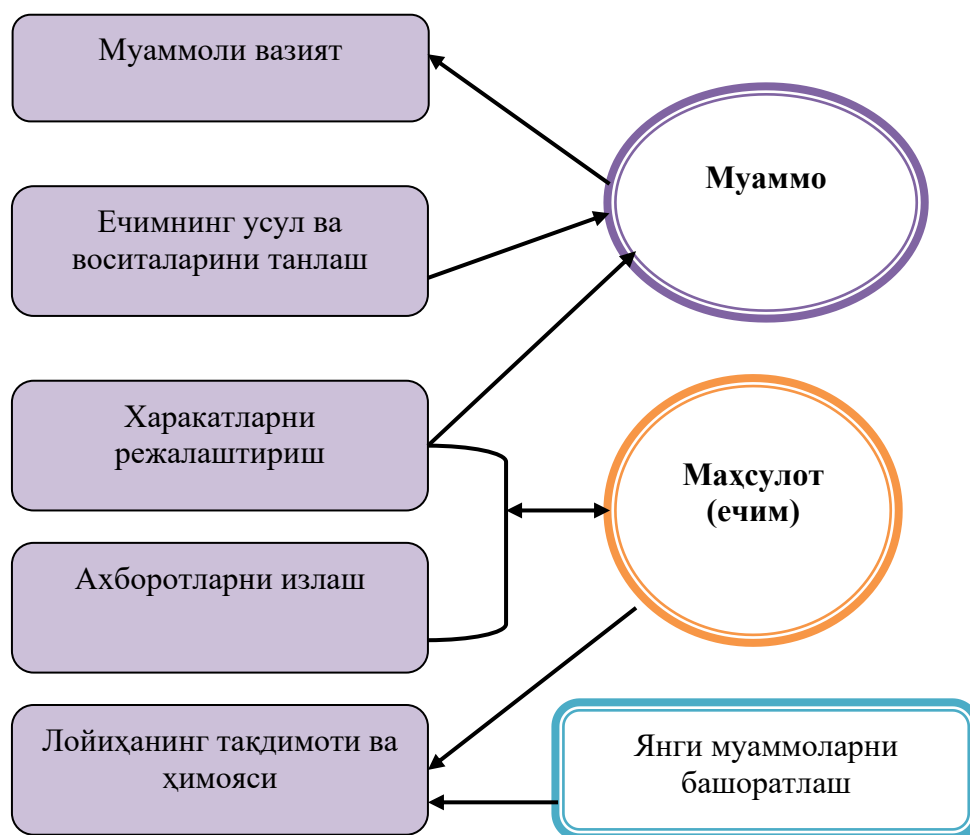 Муаммоли вазият
Муаммо
Ечимнинг усул ва
воситаларини танлаш
Харакатларни
режалаштириш
Маҳсулот
(ечим)
Ахборотларни излаш
Лойиҳанинг тақдимоти ва
ҳимояси
Янги муаммоларни
башоратлаш